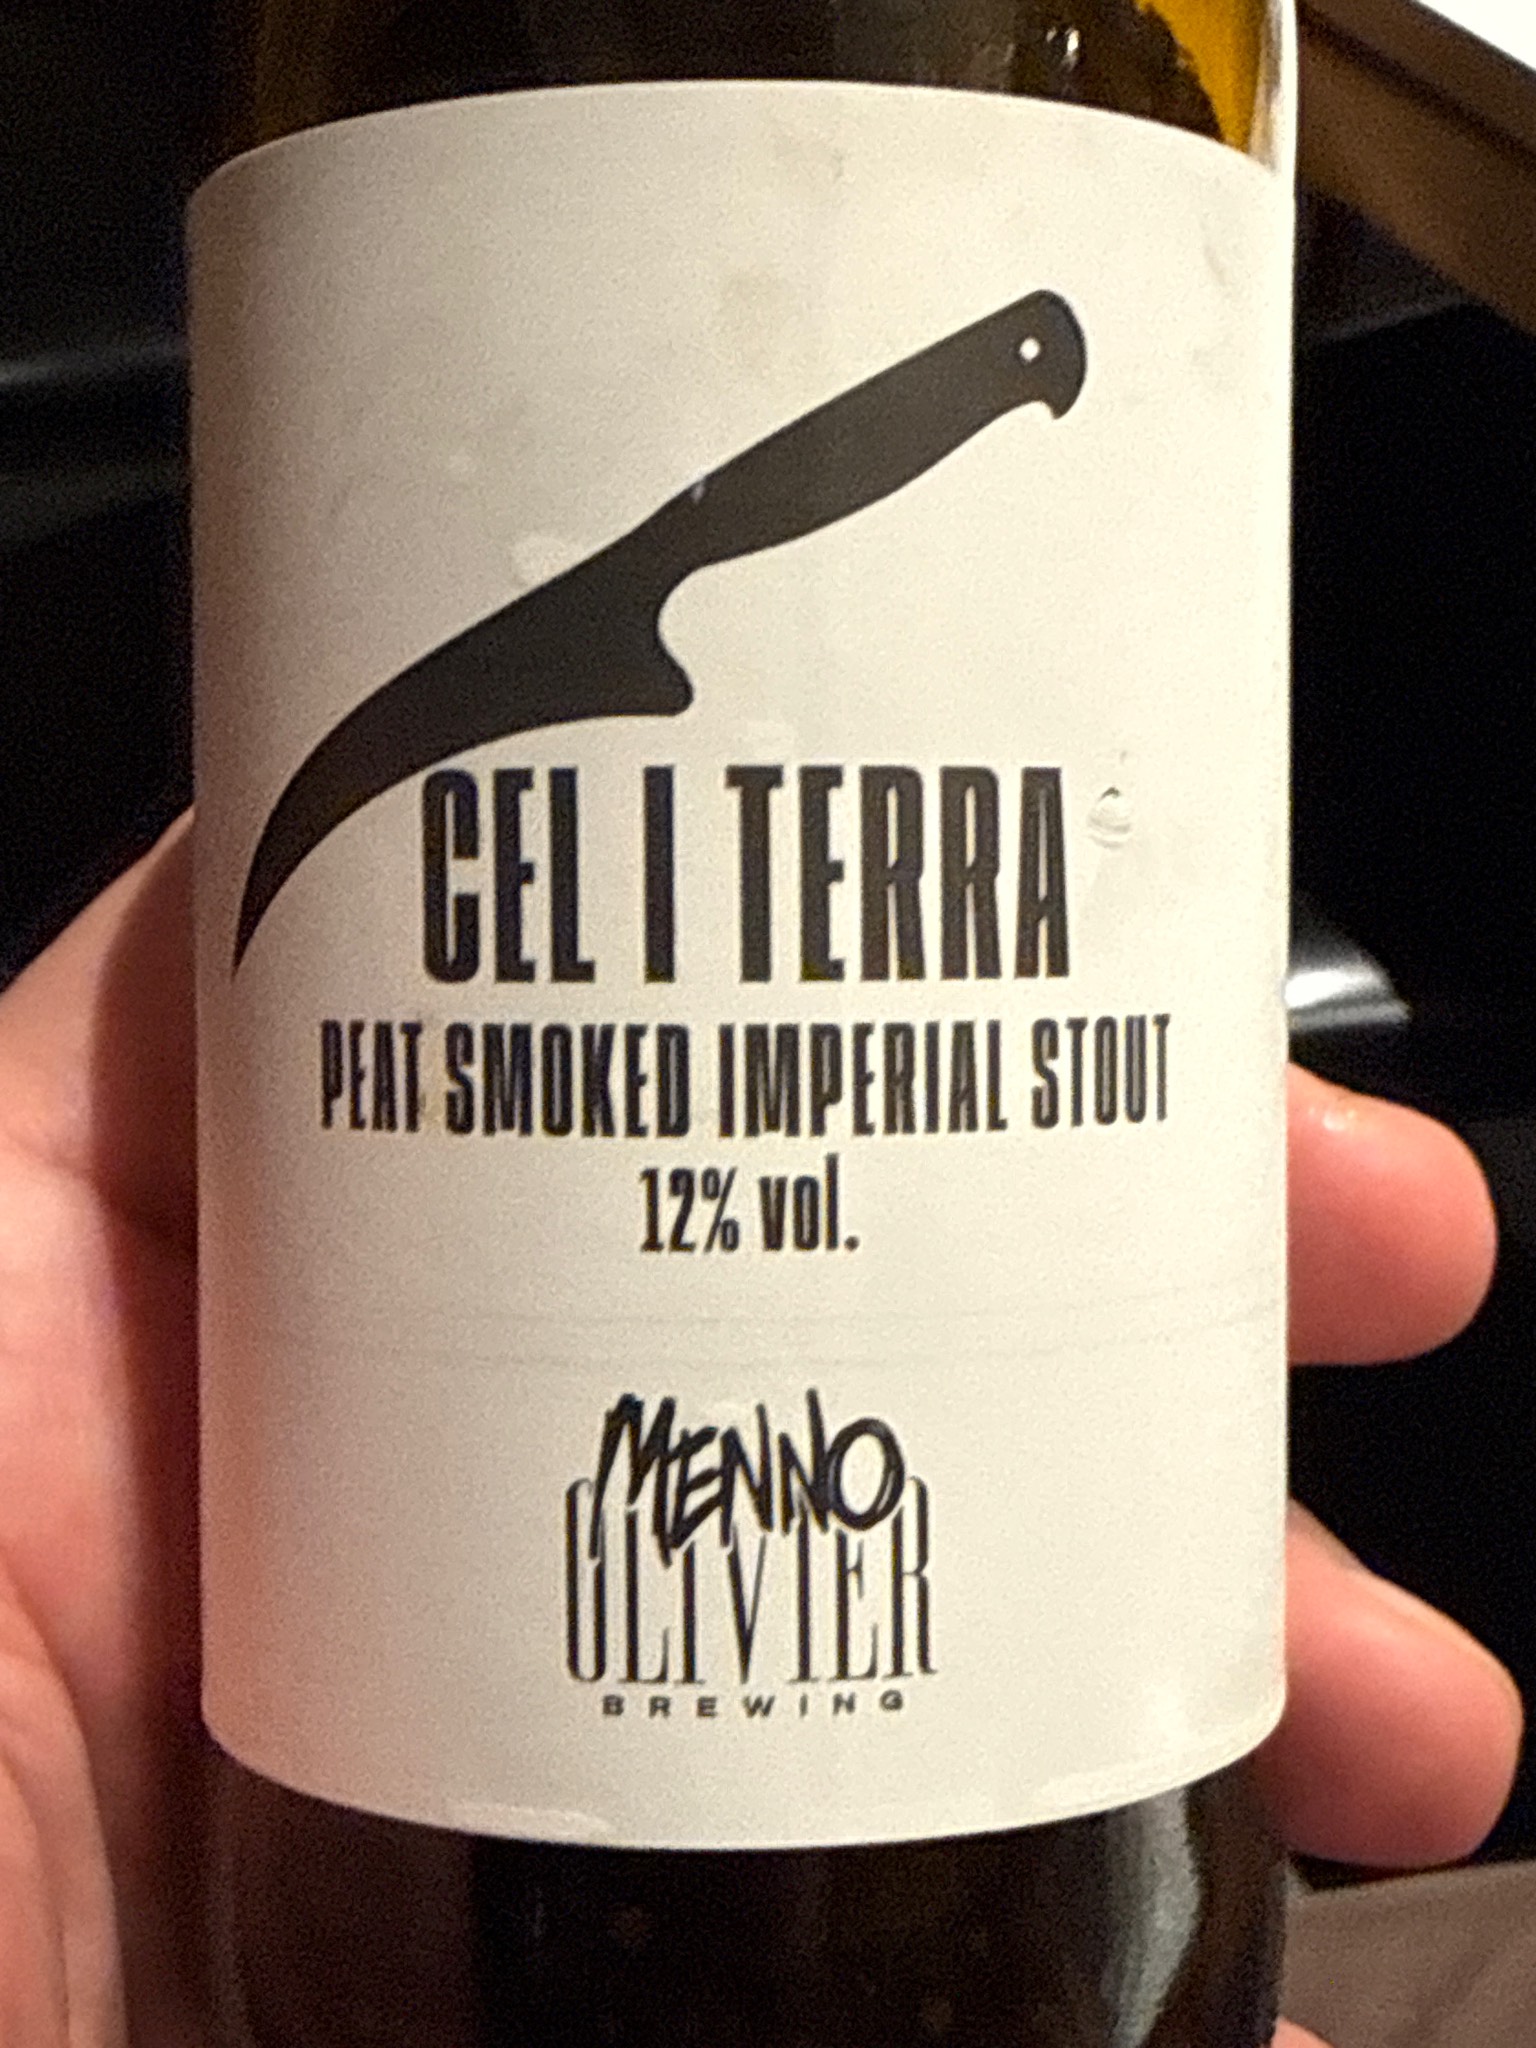 CEL I TERRA
PEAT SMOKED IMPERIAL STOUT
12% vol.
MENNO
OLIVIER
BREWING